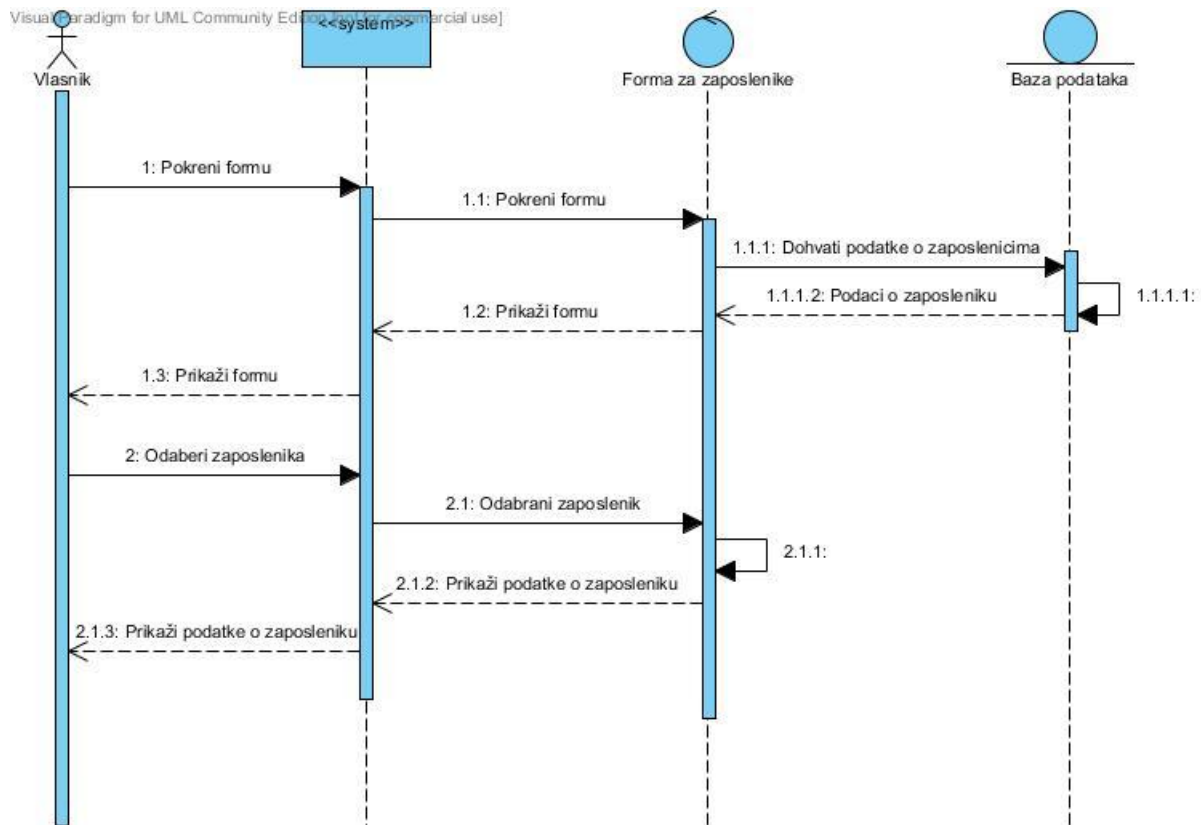 Visual Paradigm for UML Community Edition [not for commercial use]
<<system>>
Vlasnik
Forma za zaposlenike
Baza podataka
1: Pokreni formu
1.1: Pokreni formu
1.1.1: Dohvati podatke o zaposlenicima
1.1.1.2: Podaci o zaposleniku
1.1.1.1:
1.2: Prikaži formu
1.3: Prikaži formu
2: Odaberi zaposlenika
2.1: Odabrani zaposlenik
2.1.1:
2.1.2: Prikaži podatke o zaposleniku
2.1.3: Prikaži podatke o zaposleniku